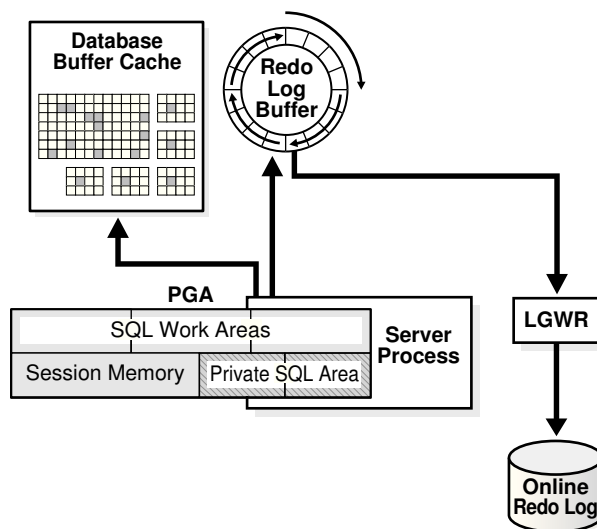 Database
Buffer Cache
Redo
Log
Buffer
PGA
SQL Work Areas
Server
Process
Session Memory
Private SQL Area
LGWR
Online
Redo Log